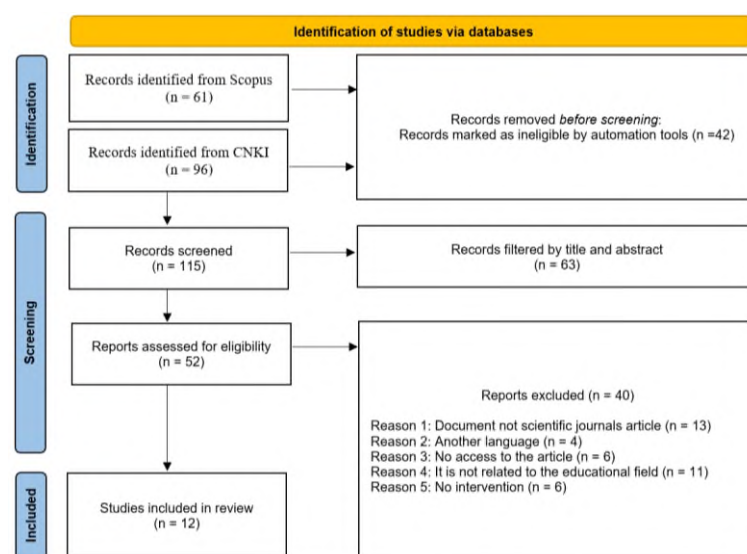 Identification of studies via databases
Identification
Records identified from Scopus
(n = 61)
Records removed before screening:
Records marked as ineligible by automation tools (n =42)
Records identified from CNKI
(n = 96)
Screening
Records screened
(n = 115)
Records filtered by title and abstract
(n = 63)
Reports assessed for eligibility
(n = 52)
Reports excluded (n = 40)
Reason 1: Document not scientific journals article (n = 13)
Reason 2: Another language (n = 4)
Reason 3: No access to the article (n = 6)
Reason 4: It is not related to the educational field (n = 11)
Reason 5: No intervention (n = 6)
Included
Studies included in review
(n = 12)